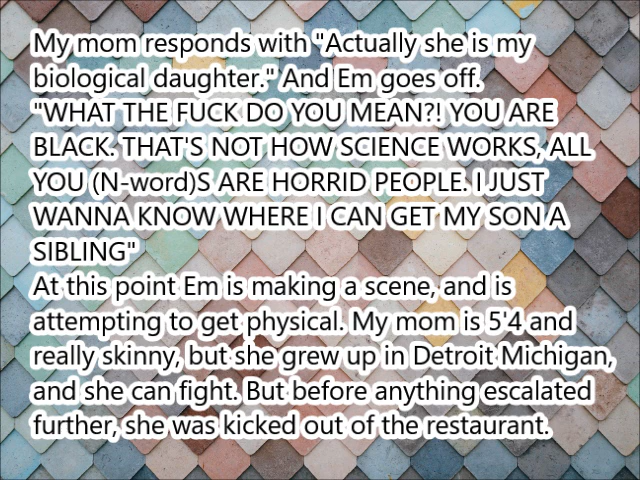 My mom responds with "Actually she is my
biological daughter." And Em goes off.
"WHAT THE FUCK DO YOU MEAN?! YOU ARE
BLACK. THAT'S NOT HOW SCIENCE WORKS, ALL
YOU (N-word)S ARE HORRID PEOPLE. I JUST
WANNA KNOW WHERE I CAN GET MY SON A
SIBLING"
At this point Em is making a scene, and is
attempting to get physical. My mom is 5'4 and
really skinny, but she grew up in Detroit Michigan,
and she can fight. But before anything escalated
further, she was kicked out of the restaurant.